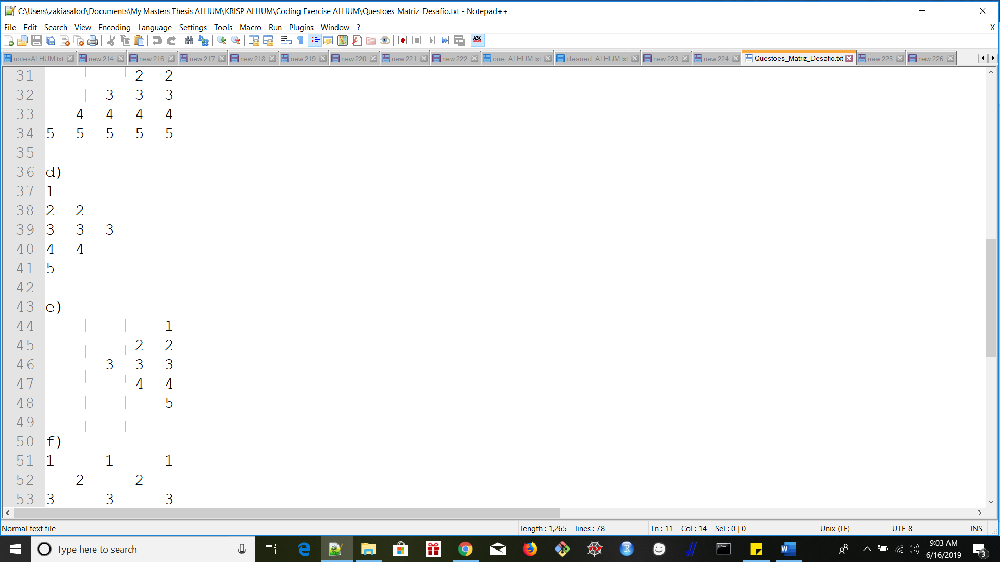 C:\Users\zakiasalod\Documents\My Masters Thesis ALHUM\KRISP ALHUM\Coding Exercise ALHUM\Questoes_Matriz_Desafio.txt - Notepad++
File Edit Search View Encoding Language Settings Tools Macro Run Plugins Window ? X
ABC
notesALHUM.txt new 214 new 216 new 217 new 218 new 219 new 220 new 221 new 222 one_ALHUM.txt cleaned_ALHUM.txt new 223 new 224 Questoes_Matriz_Desafio.txt new 225 new 226
31 2 2
32 3 3 3
33 4 4 4 4
34 5 5 5 5 5
35
36 d)
37 1
38 2 2
39 3 3 3
40 4 4
41 5
42
43 e)
44 1
45 2 2
46 3 3 3
47 4 4
48 5
49
50 f)
51 1 1 1
52 2 2
53 3 3 3
Normal text file length : 1,265 lines : 78 Ln : 11 Col : 14 Sel : 0 | 0 Unix (LF) UTF-8 INS
Type here to search
9:03 AM
6/16/2019
3